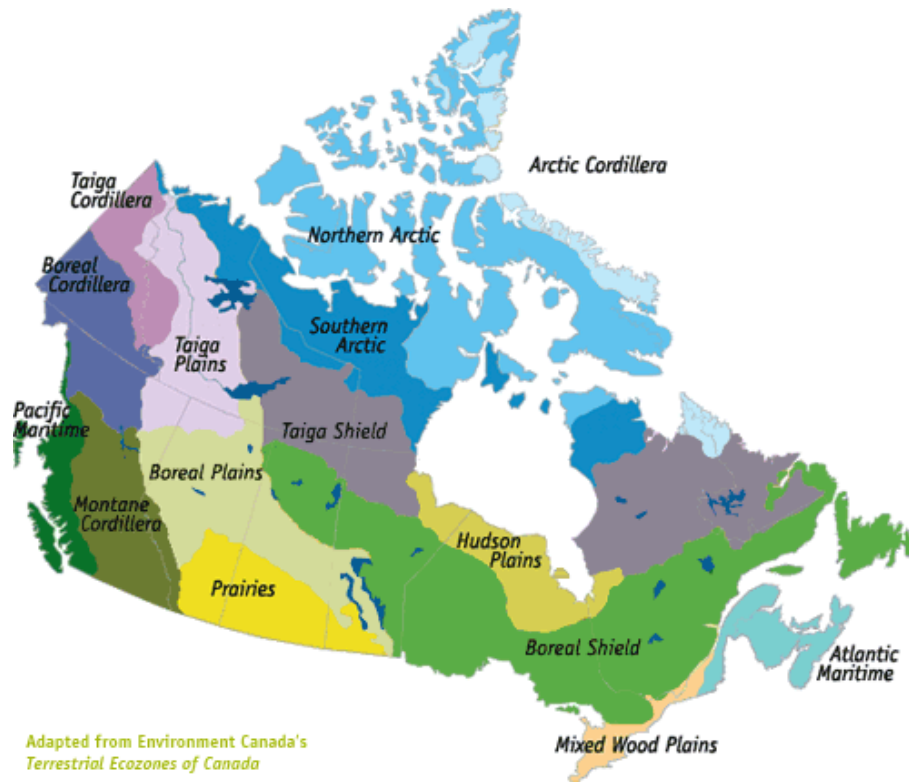 Arctic Cordillera
Taiga
Cordillera
Northern Arctic
Boreal
Cordillera
Southern
Arctic
Taiga
Plains
Pacific
Maritime
Taiga Shield
Boreal Plains
Montane
Cordillera
Hudson
Plains
Prairies
Boreal Shield
Atlantic
Maritime
Mixed Wood Plains
Adapted from Environment Canada's
Terrestrial Ecozones of Canada